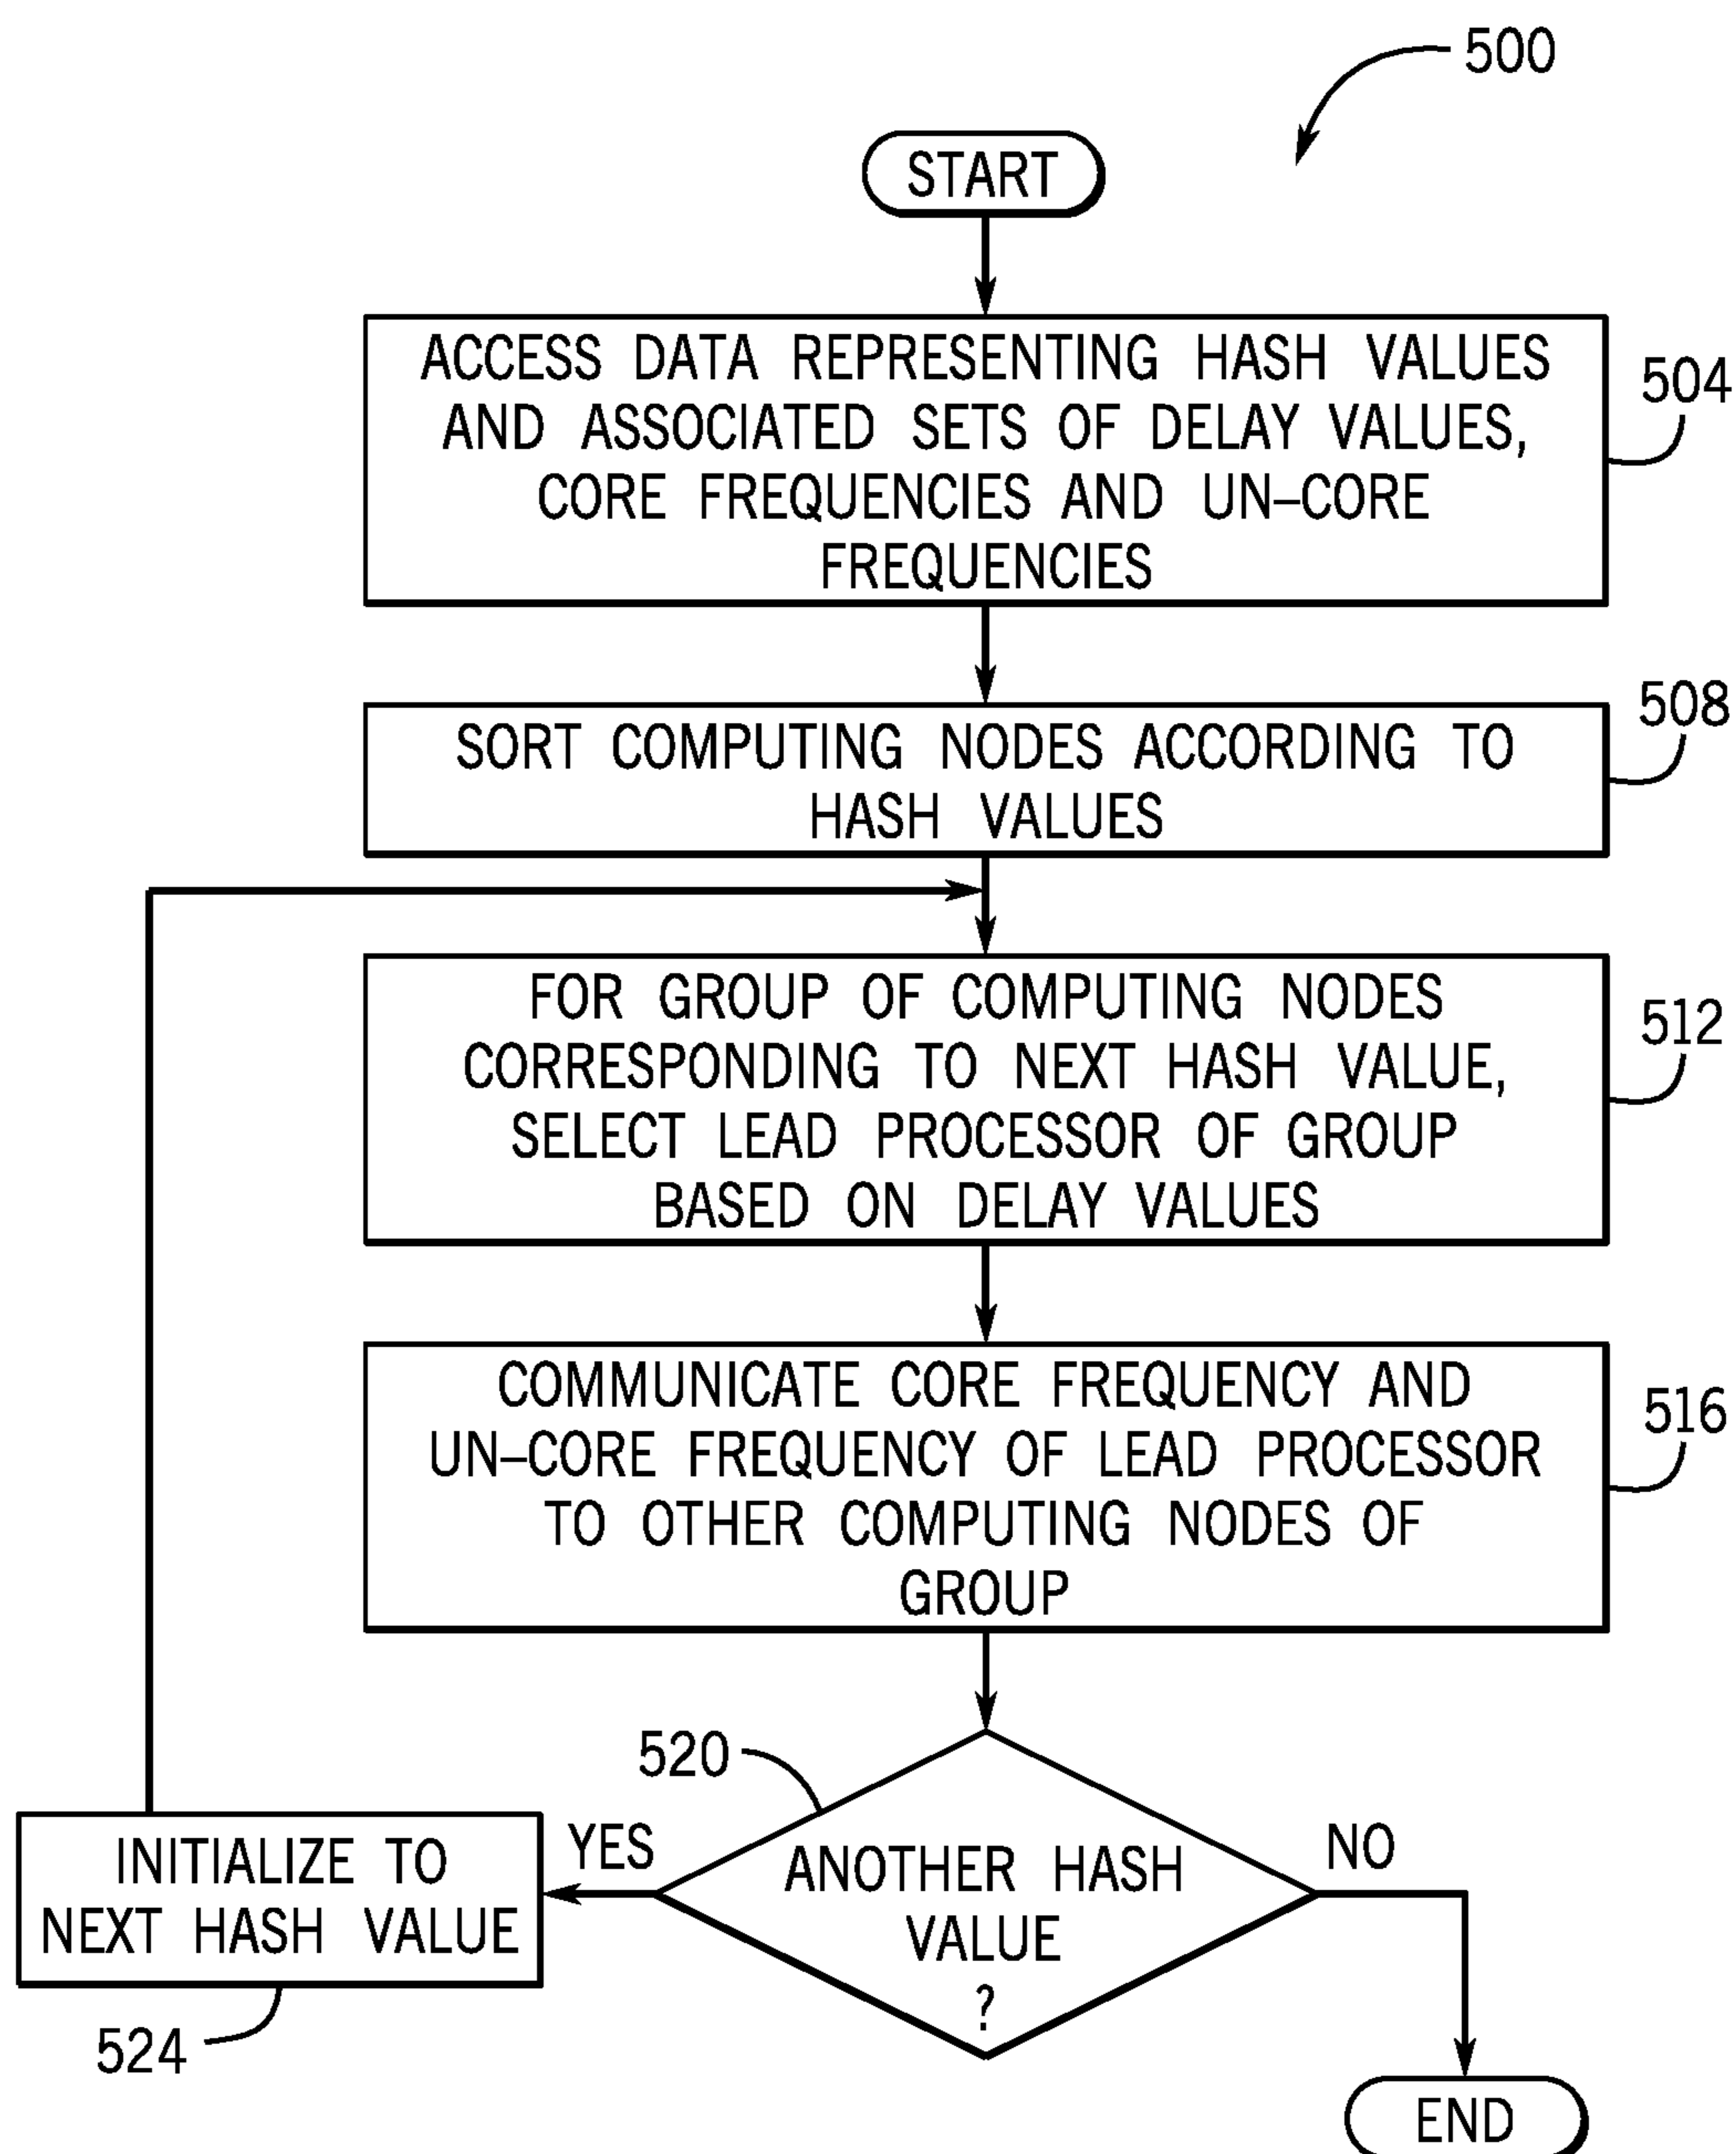 500
START
ACCESS DATA REPRESENTING HASH VALUES
AND ASSOCIATED SETS OF DELAY VALUES,
CORE FREQUENCIES AND UN–CORE
FREQUENCIES
504
SORT COMPUTING NODES ACCORDING TO
HASH VALUES
508
FOR GROUP OF COMPUTING NODES
CORRESPONDING TO NEXT HASH VALUE,
SELECT LEAD PROCESSOR OF GROUP
BASED ON DELAY VALUES
512
COMMUNICATE CORE FREQUENCY AND
UN–CORE FREQUENCY OF LEAD PROCESSOR
TO OTHER COMPUTING NODES OF
GROUP
516
520
ANOTHER HASH
VALUE
?
YES
NO
INITIALIZE TO
NEXT HASH VALUE
524
END